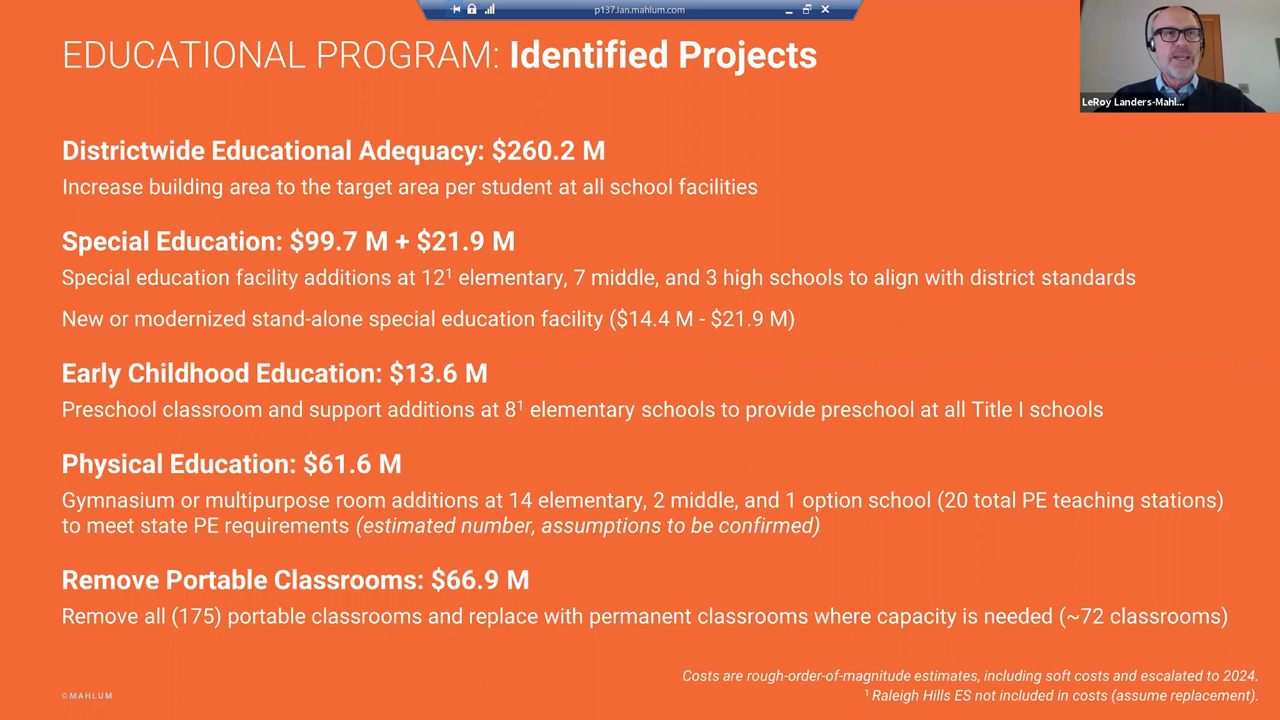 p137.lan.mahlum.com
EDUCATIONAL PROGRAM: Identified Projects
LeRoy Landers-Mahl...
Districtwide Educational Adequacy: $260.2 M
Increase building area to the target area per student at all school facilities
Special Education: $99.7 M + $21.9 M
Special education facility additions at 12¹ elementary, 7 middle, and 3 high schools to align with district standards
New or modernized stand-alone special education facility ($14.4 M - $21.9 M)
Early Childhood Education: $13.6 M
Preschool classroom and support additions at 8¹ elementary schools to provide preschool at all Title I schools
Physical Education: $61.6 M
Gymnasium or multipurpose room additions at 14 elementary, 2 middle, and 1 option school (20 total PE teaching stations)
to meet state PE requirements (estimated number, assumptions to be confirmed)
Remove Portable Classrooms: $66.9 M
Remove all (175) portable classrooms and replace with permanent classrooms where capacity is needed (~72 classrooms)
Costs are rough-order-of-magnitude estimates, including soft costs and escalated to 2024.
¹ Raleigh Hills ES not included in costs (assume replacement).
©MAHLUM